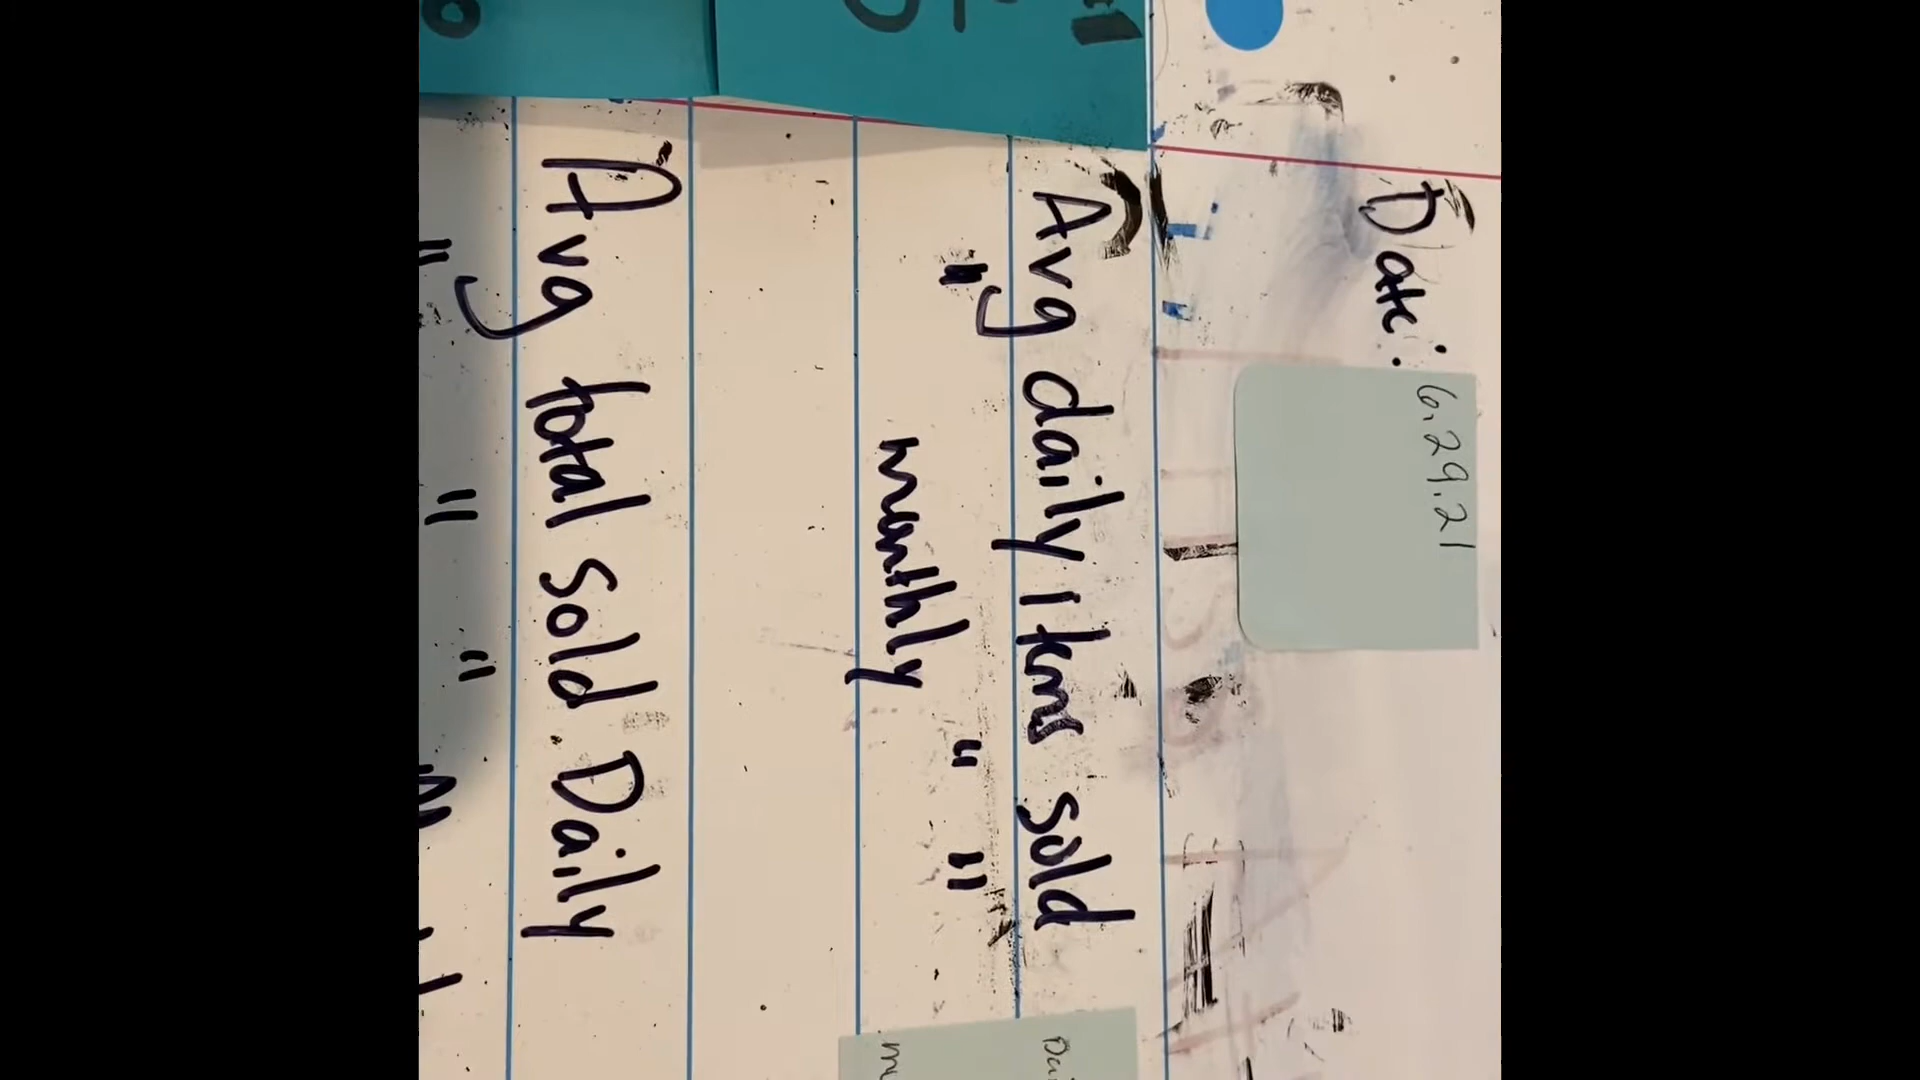 Date: 6.29.21
Avg daily Items sold
" monthly " "
Avg total sold Daily
" " "